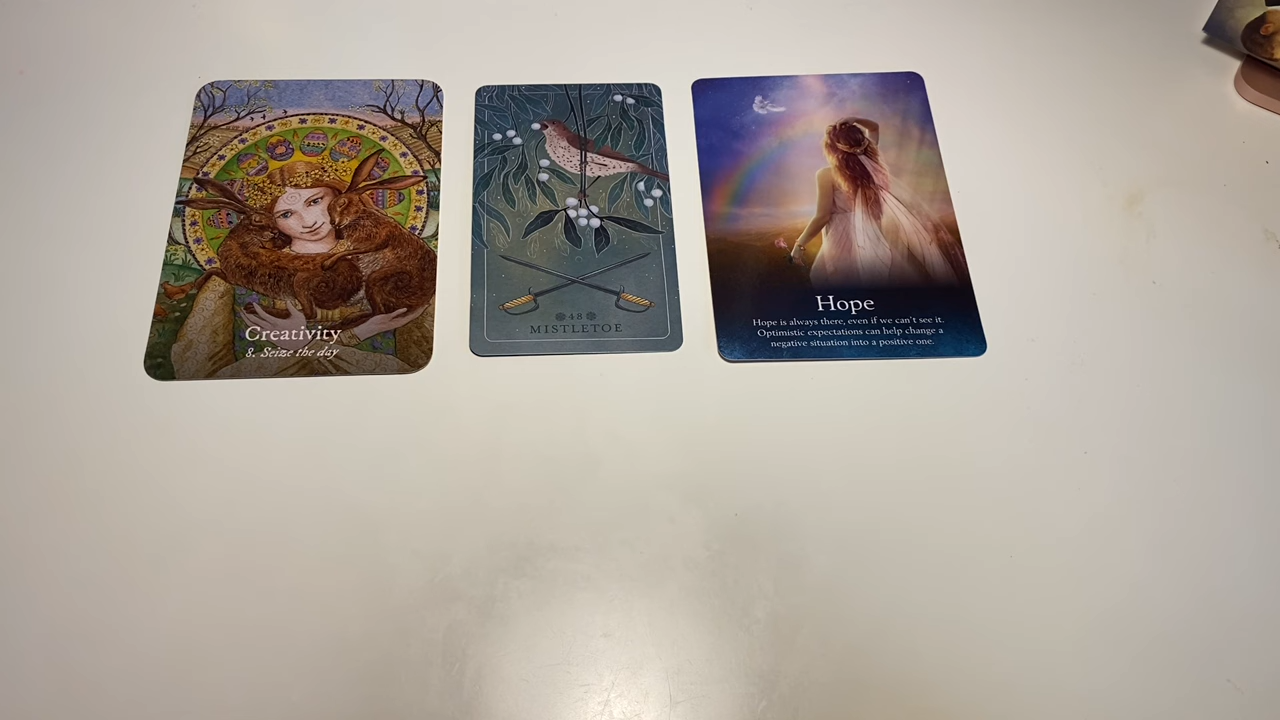 Creativity
8. Seize the day
48
MISTLETOE
Hope
Hope is always there, even if we can't see it.
Optimistic expectations can help change a
negative situation into a positive one.